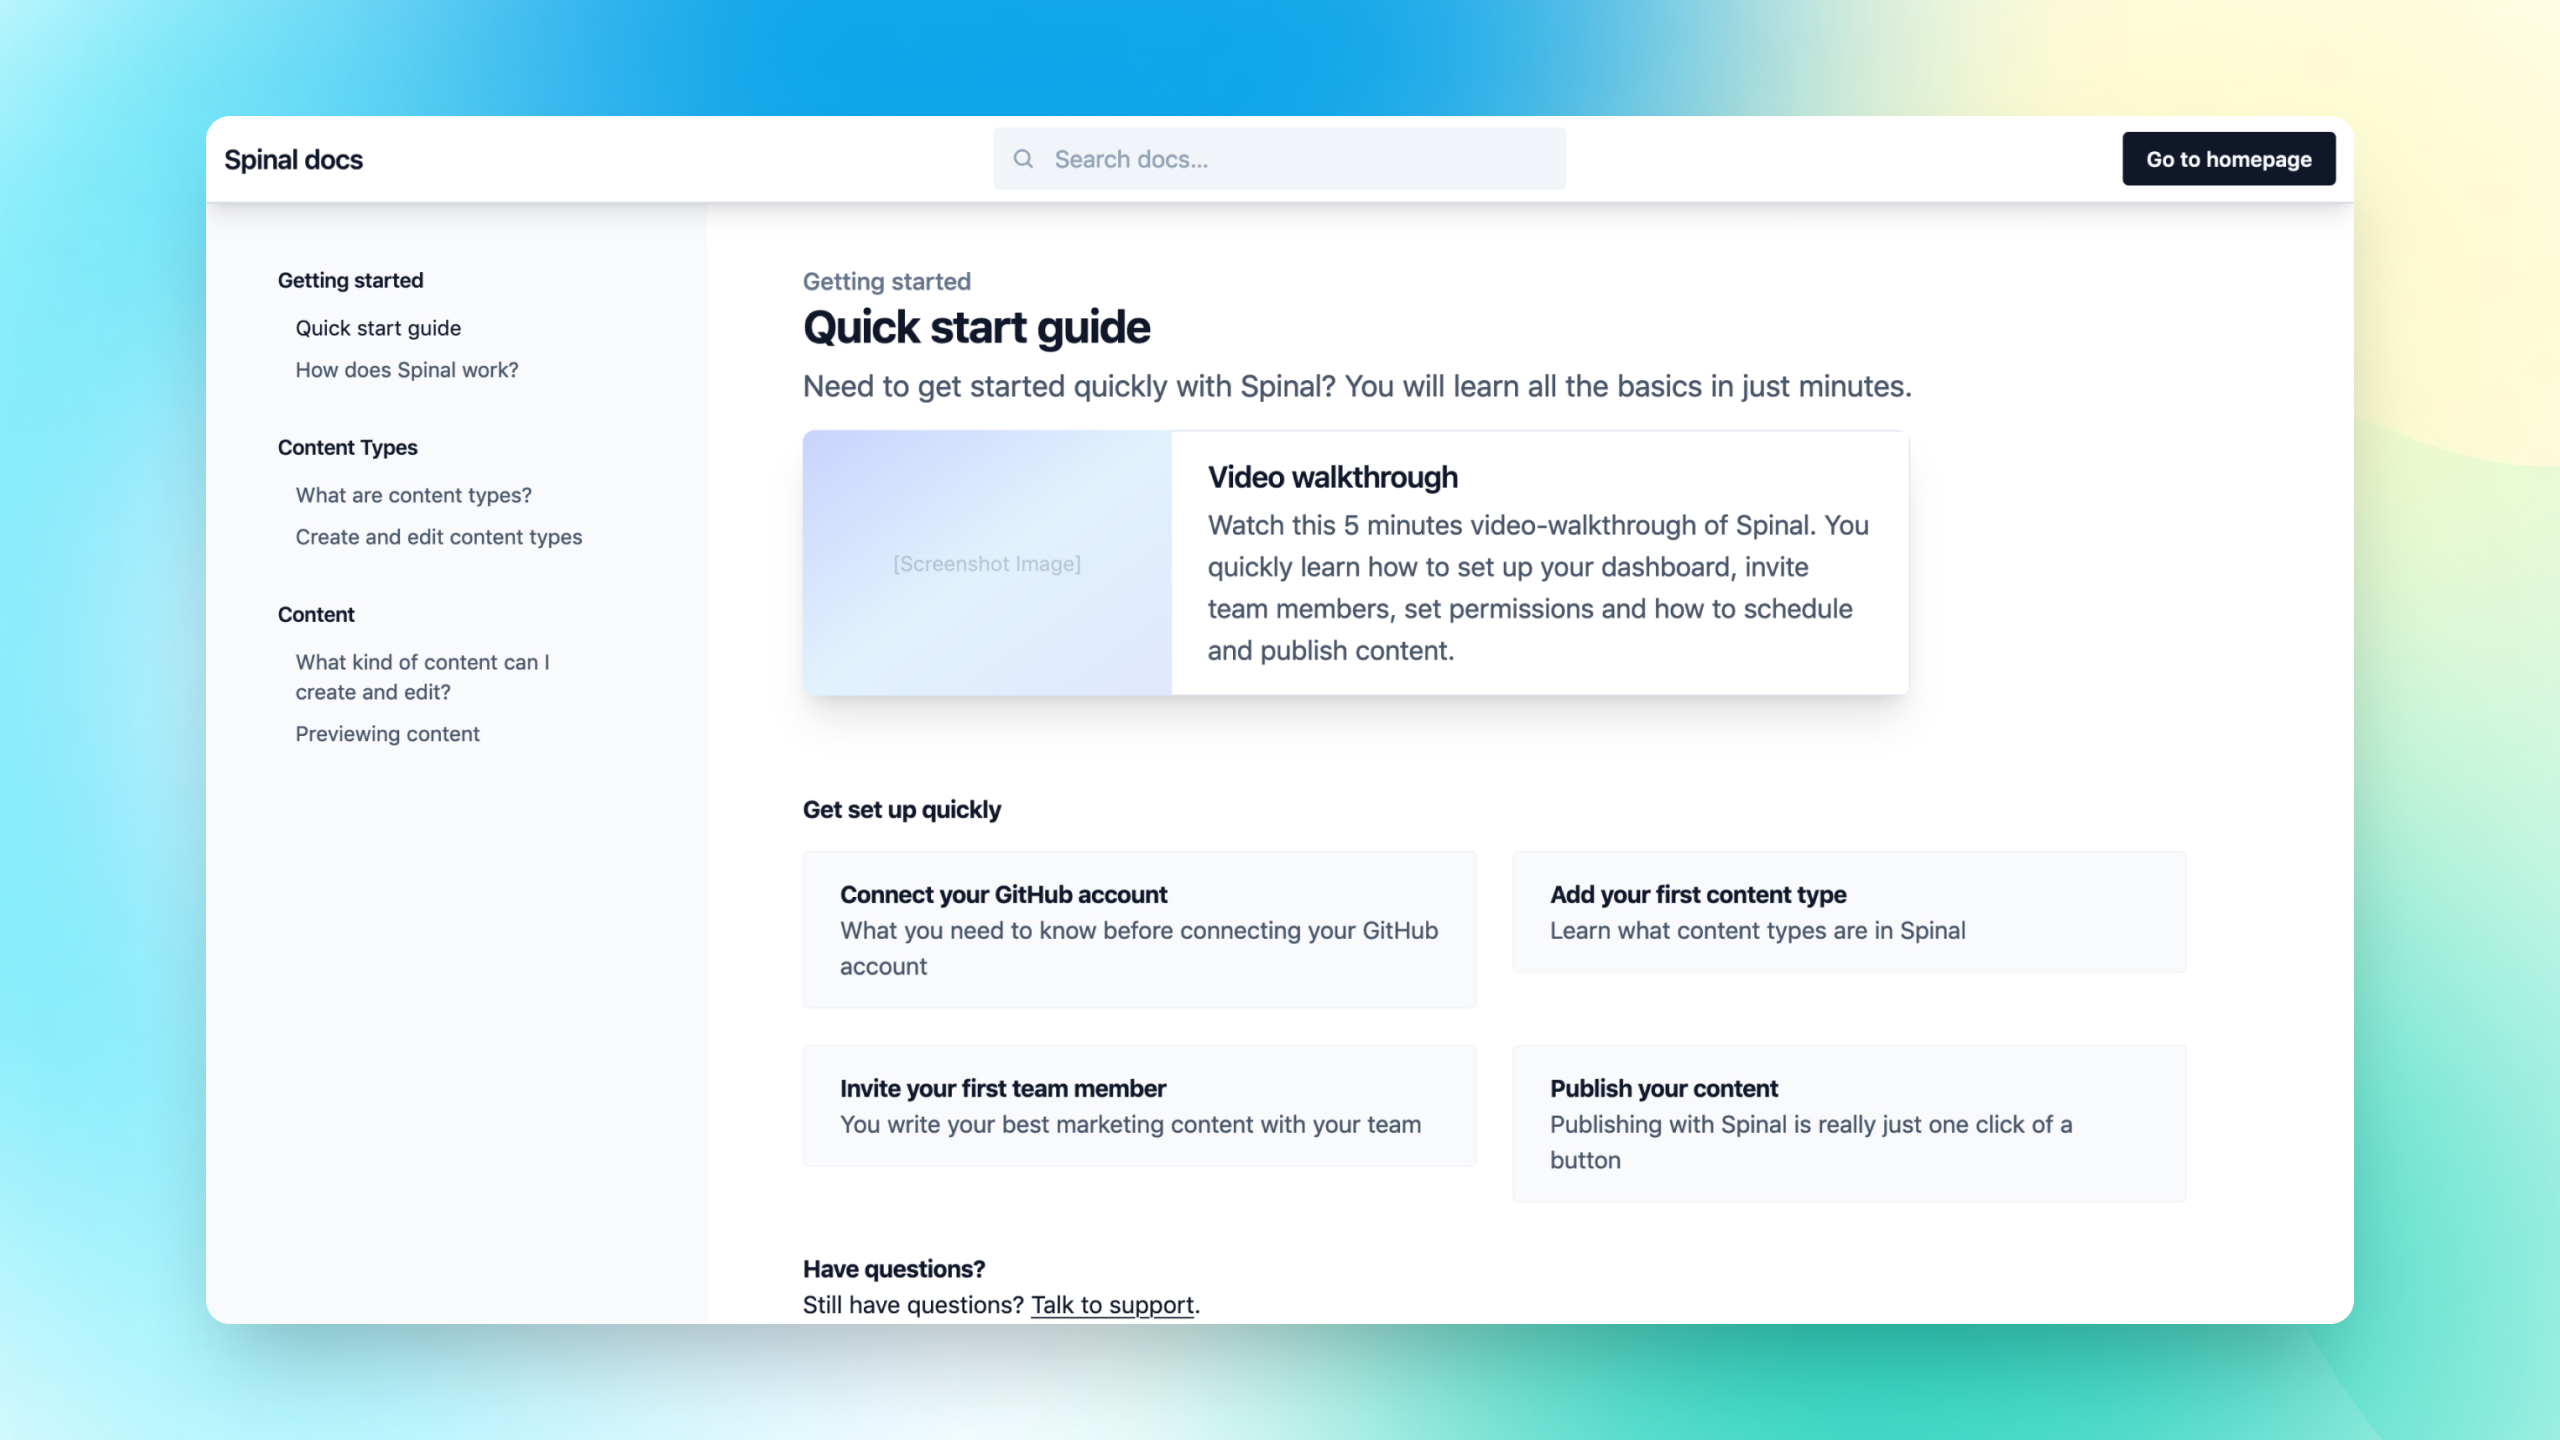 Spinal docs
Search docs...
Go to homepage
Getting started
Quick start guide
How does Spinal work?
Content Types
What are content types?
Create and edit content types
Content
What kind of content can I
create and edit?
Previewing content
Getting started
Quick start guide
Need to get started quickly with Spinal? You will learn all the basics in just minutes.
[Screenshot Image]
Video walkthrough
Watch this 5 minutes video-walkthrough of Spinal. You
quickly learn how to set up your dashboard, invite
team members, set permissions and how to schedule
and publish content.
Get set up quickly
Connect your GitHub account
What you need to know before connecting your GitHub
account
Add your first content type
Learn what content types are in Spinal
Invite your first team member
You write your best marketing content with your team
Publish your content
Publishing with Spinal is really just one click of a
button
Have questions?
Still have questions? Talk to support.